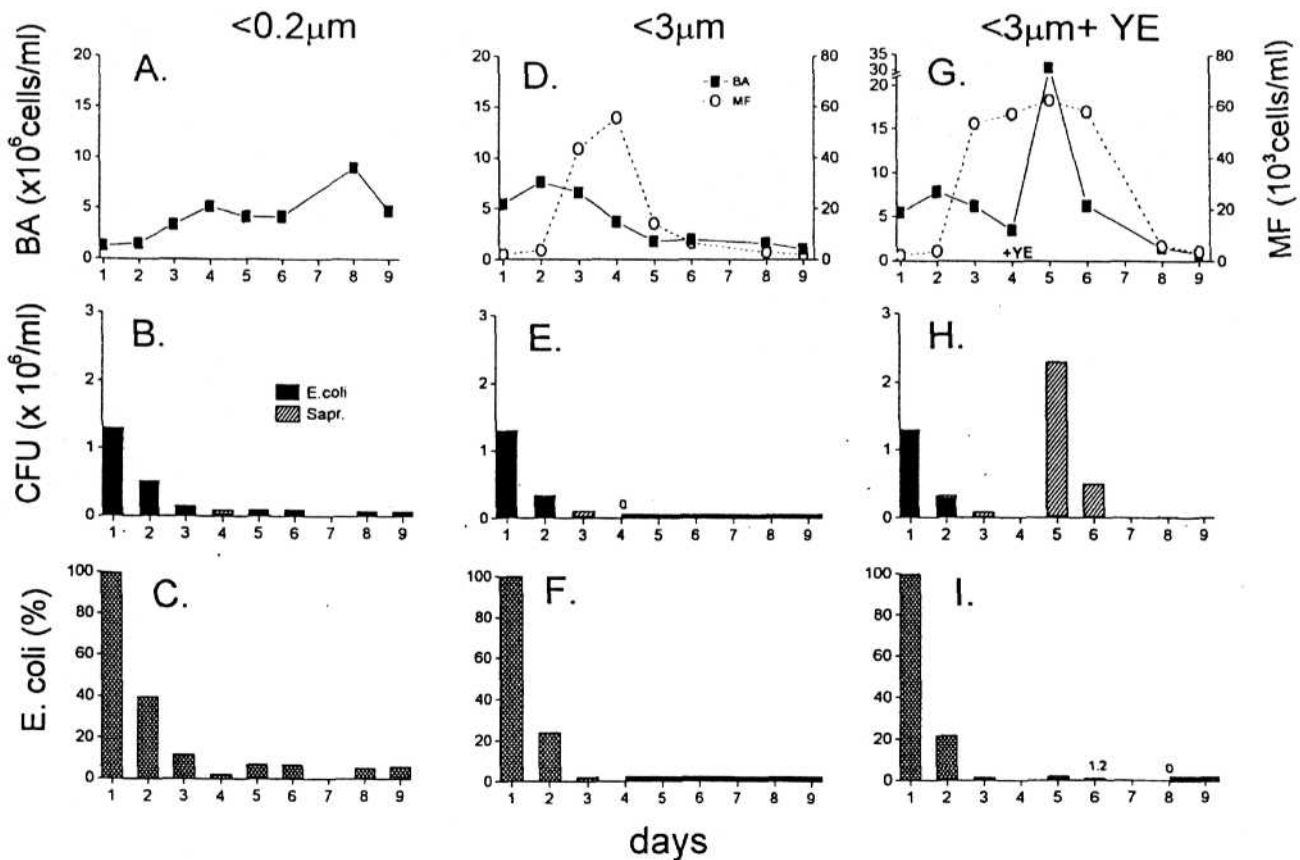 <0.2μm
<3μm
<3μm+ YE
BA (x10⁶cells/ml)
20
15
10
5
0
A.
1 2 3 4 5 6 7 8 9
20
15
10
5
0
D.
BA
MF
80
60
40
20
0
1 2 3 4 5 6 7 8 9
35
30
20
15
10
5
0
G.
+YE
80
60
40
20
0
1 2 3 4 5 6 7 8 9
MF (10³cells/ml)
CFU (x 10⁶/ml)
3
2
1
0
B.
E.coli
Sapr.
1 2 3 4 5 6 7 8 9
3
2
1
0
E.
0
1 2 3 4 5 6 7 8 9
3
2
1
0
H.
1 2 3 4 5 6 7 8 9
E. coli (%)
100
80
60
40
20
0
C.
1 2 3 4 5 6 7 8 9
100
80
60
40
20
0
F.
1 2 3 4 5 6 7 8 9
100
80
60
40
20
0
I.
1.2
0
1 2 3 4 5 6 7 8 9
days